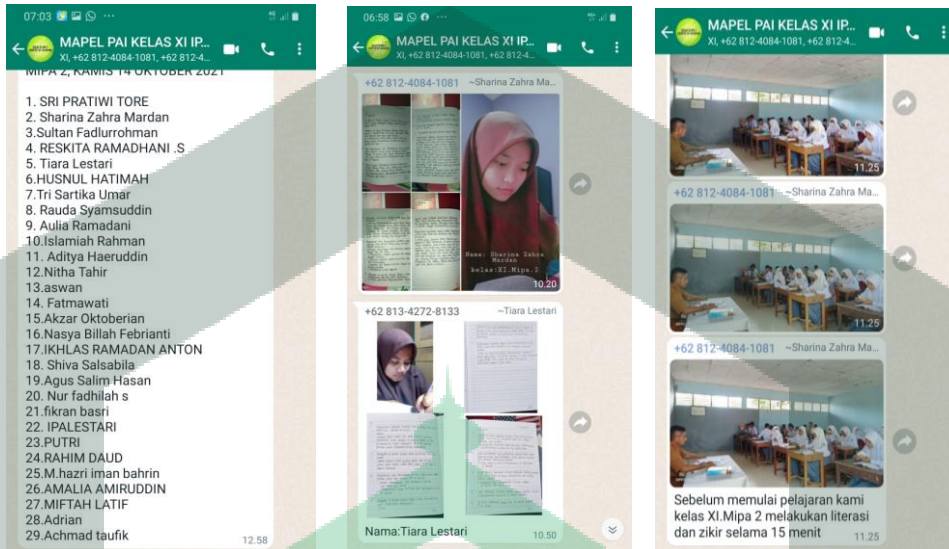 07:03
MAPEL PAI KELAS XI IP...
XI, +62 812-4084-1081, +62 812-4...
MIPA 2, KAMIS 14 OKTOBER 2021
1. SRI PRATIWI TORE
2. Sharina Zahra Mardan
3.Sultan Fadlurrohman
4. RESKITA RAMADHANI .S
5. Tiara Lestari
6.HUSNUL HATIMAH
7.Tri Sartika Umar
8. Rauda Syamsuddin
9. Aulia Ramadani
10.Islamiah Rahman
11. Aditya Haeruddin
12.Nitha Tahir
13.aswan
14. Fatmawati
15.Akzar Oktoberian
16.Nasya Billah Febrianti
17.IKHLAS RAMADAN ANTON
18. Shiva Salsabila
19.Agus Salim Hasan
20. Nur fadhilah s
21.fikran basri
22. IPALESTARI
23.PUTRI
24.RAHIM DAUD
25.M.hazri iman bahrin
26.AMALIA AMIRUDDIN
27.MIFTAH LATIF
28.Adrian
29.Achmad taufik
12.58
06:58
MAPEL PAI KELAS XI IP...
XI, +62 812-4084-1081, +62 812-4...
+62 812-4084-1081 ~Sharina Zahra Ma...
Nama: Sharina Zahra
Mardan
kelas:XI.Mipa.2
10.20
+62 813-4272-8133 ~Tiara Lestari
Nama:Tiara Lestari
10.50
MAPEL PAI KELAS XI IP...
XI, +62 812-4084-1081, +62 812-4...
11.25
+62 812-4084-1081 ~Sharina Zahra Ma...
11.25
+62 812-4084-1081 ~Sharina Zahra Ma...
Sebelum memulai pelajaran kami
kelas XI.Mipa 2 melakukan literasi
dan zikir selama 15 menit
11.25